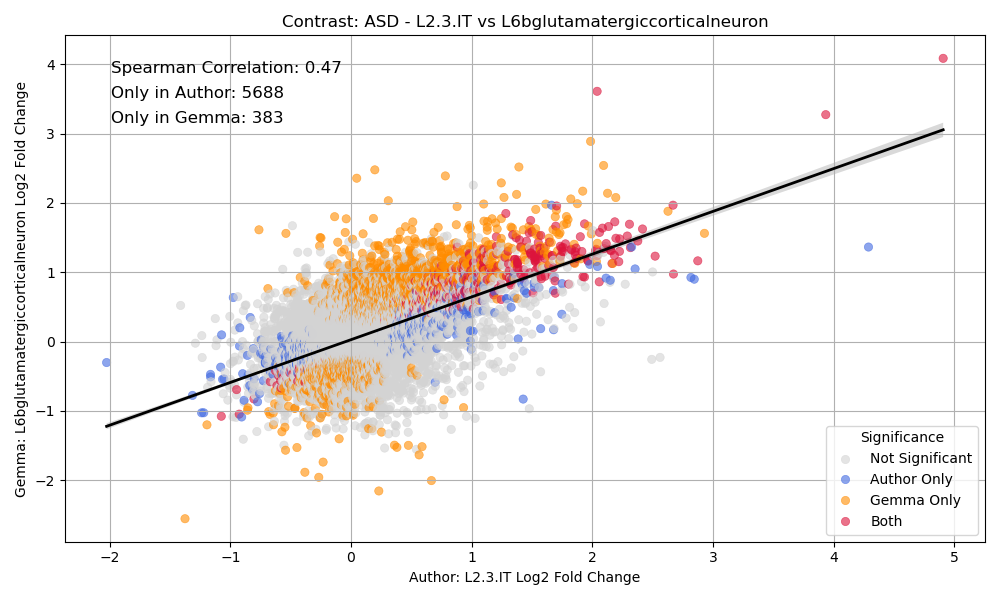 Contrast: ASD - L2.3.IT vs L6bglutamatergiccorticalneuron
Spearman Correlation: 0.47
Only in Author: 5688
Only in Gemma: 383
Gemma: L6bglutamatergiccorticalneuron Log2 Fold Change
4
3
2
1
0
−1
−2
Significance
Not Significant
Author Only
Gemma Only
Both
−2
−1
0
1
2
3
4
5
Author: L2.3.IT Log2 Fold Change